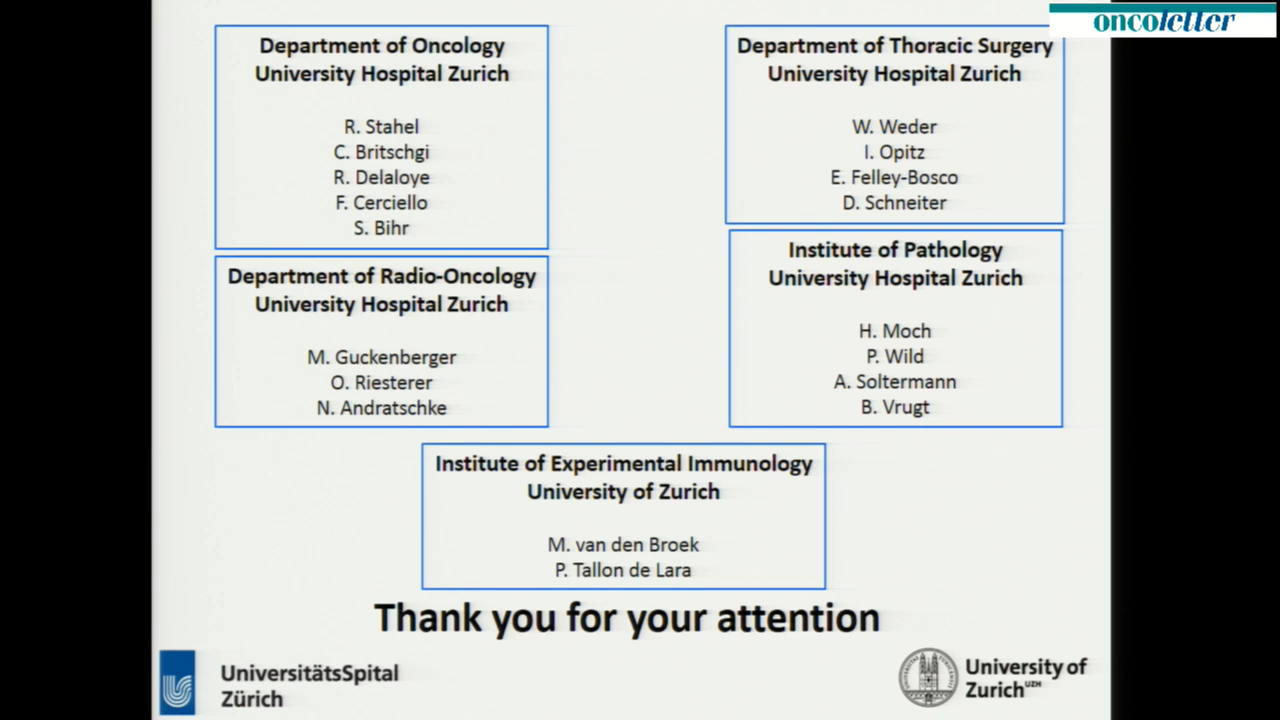 oncoletter
Department of Oncology
University Hospital Zurich
R. Stahel
C. Britschgi
R. Delaloye
F. Cerciello
S. Bihr
Department of Thoracic Surgery
University Hospital Zurich
W. Weder
I. Opitz
E. Felley-Bosco
D. Schneiter
Department of Radio-Oncology
University Hospital Zurich
M. Guckenberger
O. Riesterer
N. Andratschke
Institute of Pathology
University Hospital Zurich
H. Moch
P. Wild
A. Soltermann
B. Vrugt
Institute of Experimental Immunology
University of Zurich
M. van den Broek
P. Tallon de Lara
Thank you for your attention
UniversitätsSpital
Zürich
University of
Zurich UZH